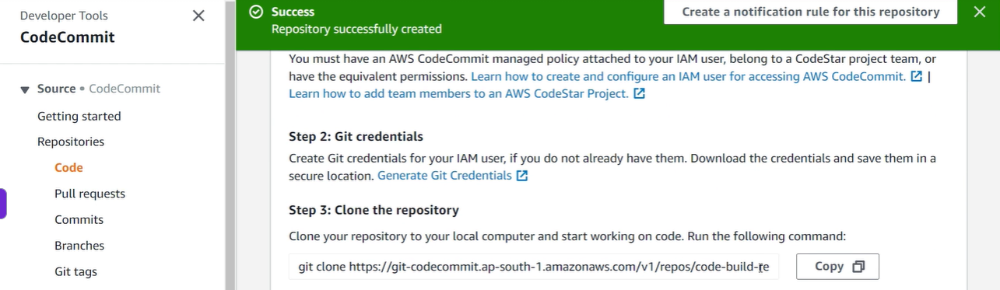 Developer Tools
CodeCommit
Source • CodeCommit
Getting started
Repositories
Code
Pull requests
Commits
Branches
Git tags
Success
Repository successfully created
Create a notification rule for this repository
You must have an AWS CodeCommit managed policy attached to your IAM user, belong to a CodeStar project team, or
have the equivalent permissions. Learn how to create and configure an IAM user for accessing AWS CodeCommit. |
Learn how to add team members to an AWS CodeStar Project.
Step 2: Git credentials
Create Git credentials for your IAM user, if you do not already have them. Download the credentials and save them in a
secure location. Generate Git Credentials
Step 3: Clone the repository
Clone your repository to your local computer and start working on code. Run the following command:
git clone https://git-codecommit.ap-south-1.amazonaws.com/v1/repos/code-build-re
Copy